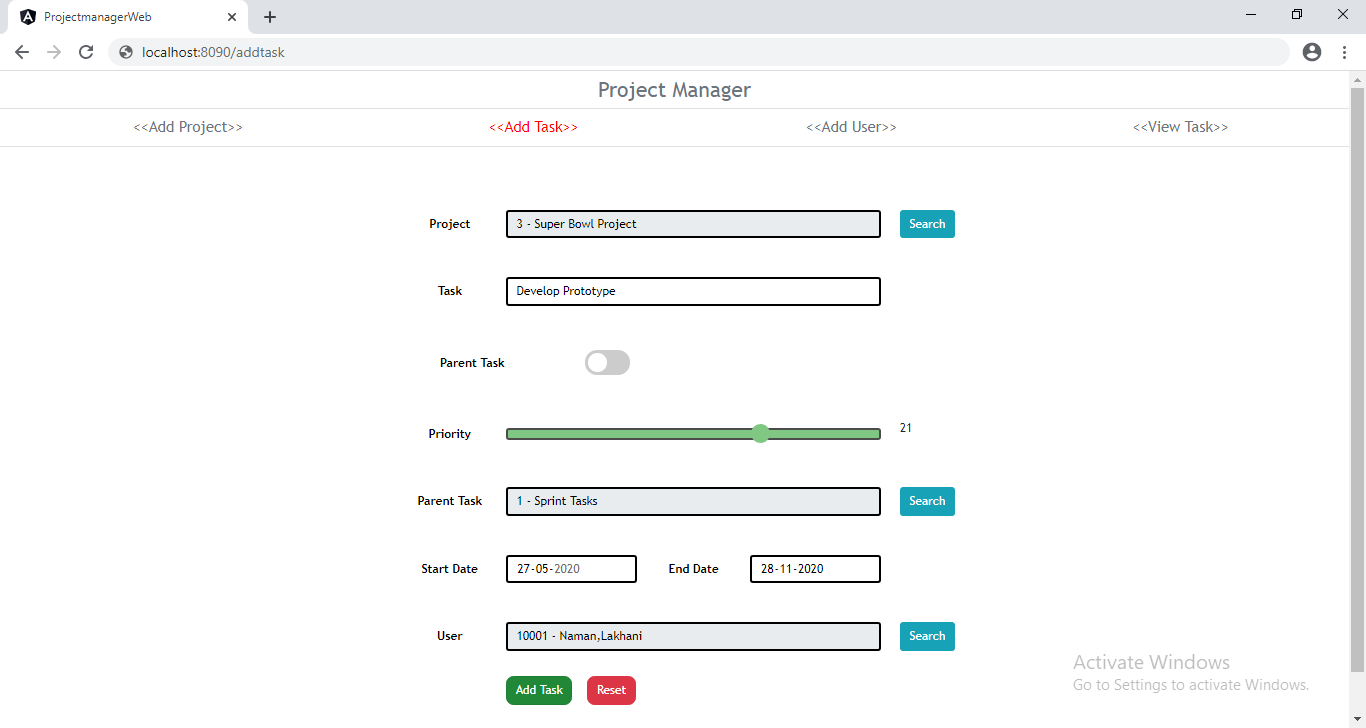 ProjectmanagerWeb
localhost:8090/addtask
Project Manager
<<Add Project>> <<Add Task>> <<Add User>> <<View Task>>
Project 3 - Super Bowl Project Search
Task Develop Prototype
Parent Task
Priority 21
Parent Task 1 - Sprint Tasks Search
Start Date 27-05-2020 End Date 28-11-2020
User 10001 - Naman,Lakhani Search
Activate Windows
Go to Settings to activate Windows.
Add Task Reset